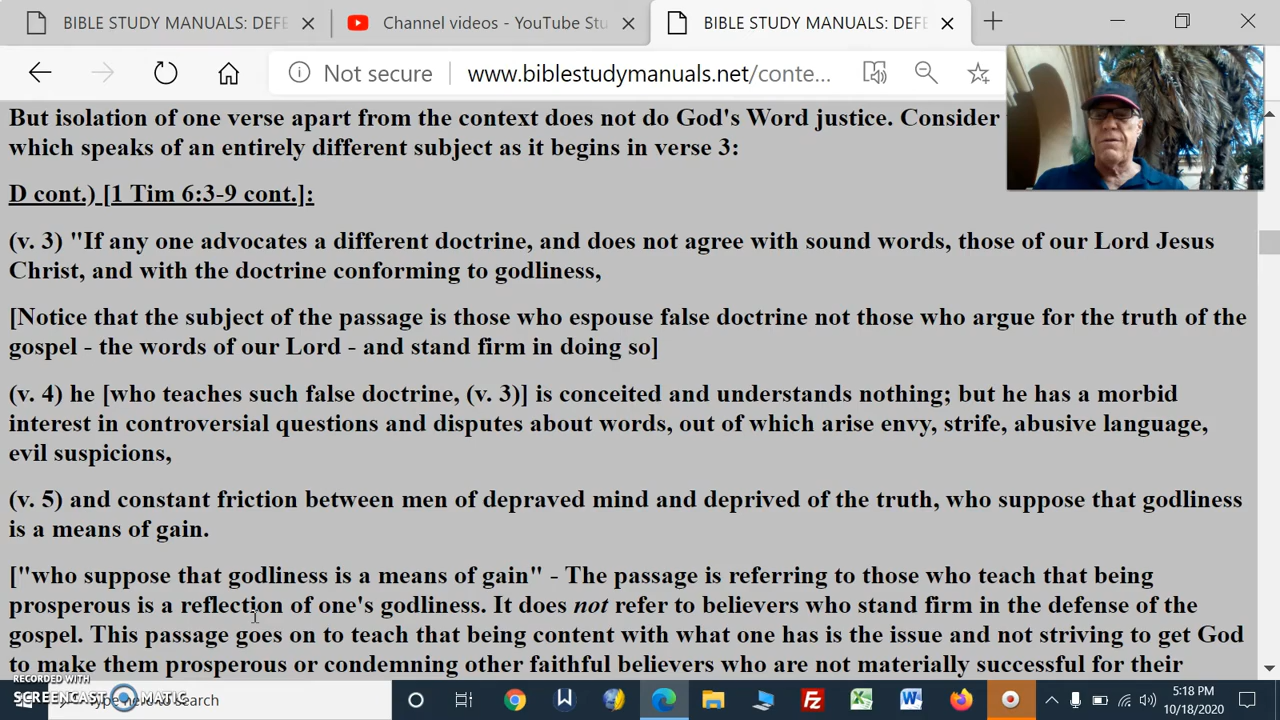 BIBLE STUDY MANUALS: DEFE
Channel videos - YouTube Stu
BIBLE STUDY MANUALS: DEFE
Not secure
www.biblestudymanuals.net/conte...
But isolation of one verse apart from the context does not do God's Word justice. Consider
which speaks of an entirely different subject as it begins in verse 3:
D cont.) [1 Tim 6:3-9 cont.]:
(v. 3) "If any one advocates a different doctrine, and does not agree with sound words, those of our Lord Jesus
Christ, and with the doctrine conforming to godliness,
[Notice that the subject of the passage is those who espouse false doctrine not those who argue for the truth of the
gospel - the words of our Lord - and stand firm in doing so]
(v. 4) he [who teaches such false doctrine, (v. 3)] is conceited and understands nothing; but he has a morbid
interest in controversial questions and disputes about words, out of which arise envy, strife, abusive language,
evil suspicions,
(v. 5) and constant friction between men of depraved mind and deprived of the truth, who suppose that godliness
is a means of gain.
["who suppose that godliness is a means of gain" - The passage is referring to those who teach that being
prosperous is a reflection of one's godliness. It does not refer to believers who stand firm in the defense of the
gospel. This passage goes on to teach that being content with what one has is the issue and not striving to get God
to make them prosperous or condemning other faithful believers who are not materially successful for their
RECORDED WITH
SCREENCAST MATIC
Type here to search
5:18 PM
10/18/2020